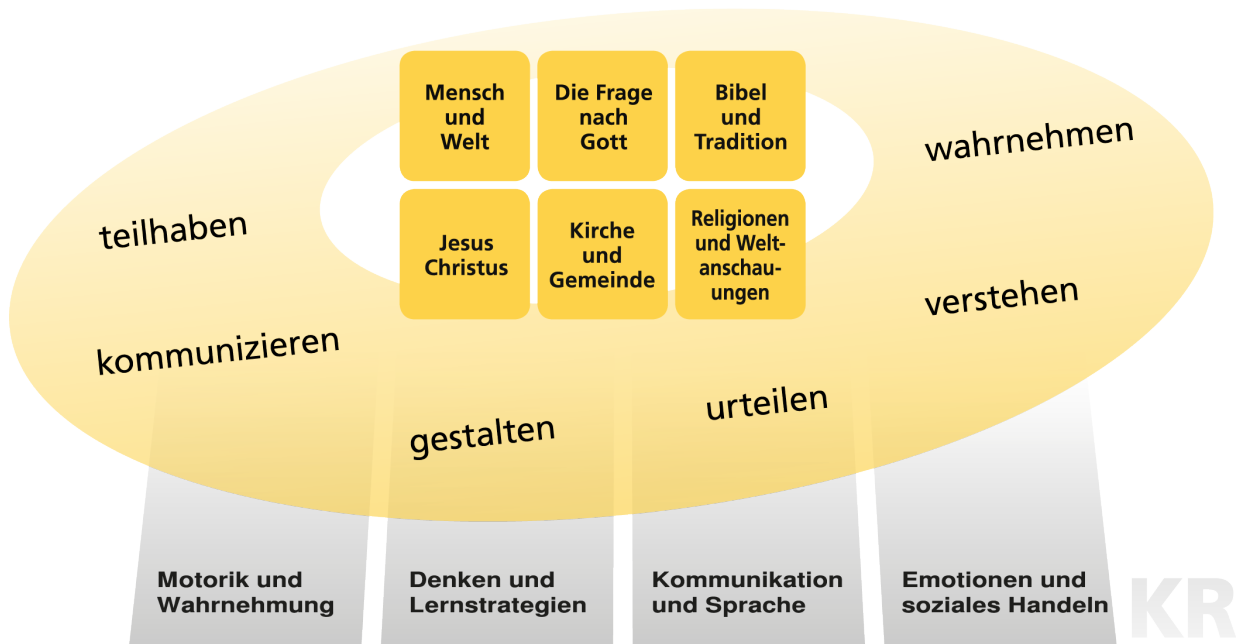 Mensch
und
Welt
Die Frage
nach
Gott
Bibel
und
Tradition
Jesus
Christus
Kirche
und
Gemeinde
Religionen
und Welt-
anschau-
ungen
wahrnehmen
verstehen
urteilen
gestalten
kommunizieren
teilhaben
Motorik und
Wahrnehmung
Denken und
Lernstrategien
Kommunikation
und Sprache
Emotionen und
soziales Handeln
KR